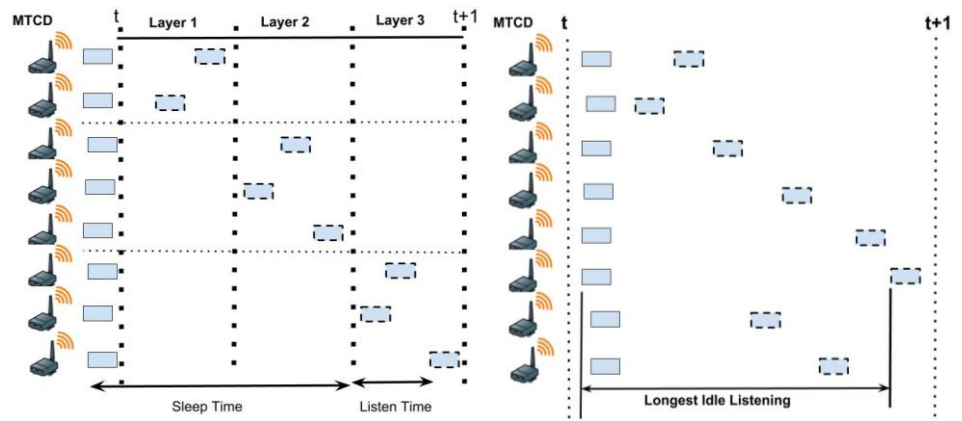 MTCD
t
Layer 1
Layer 2
Layer 3
t+1
Sleep Time
Listen Time
MTCD
t
t+1
Longest Idle Listening